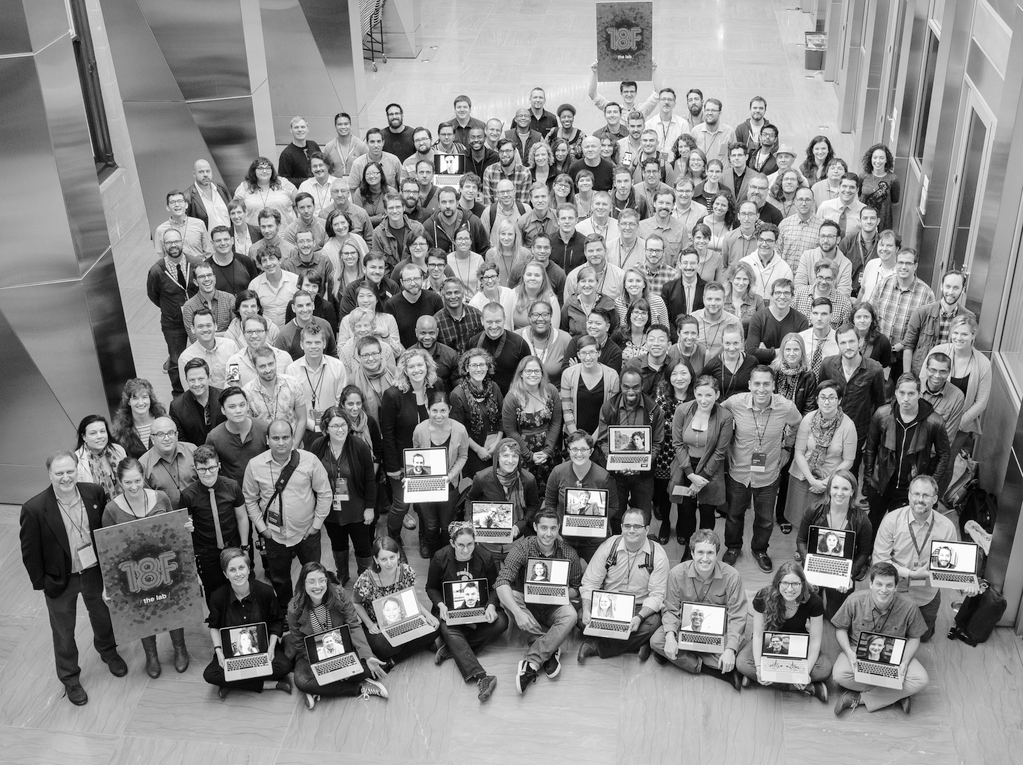 18F
the lab
18F
/ the lab /